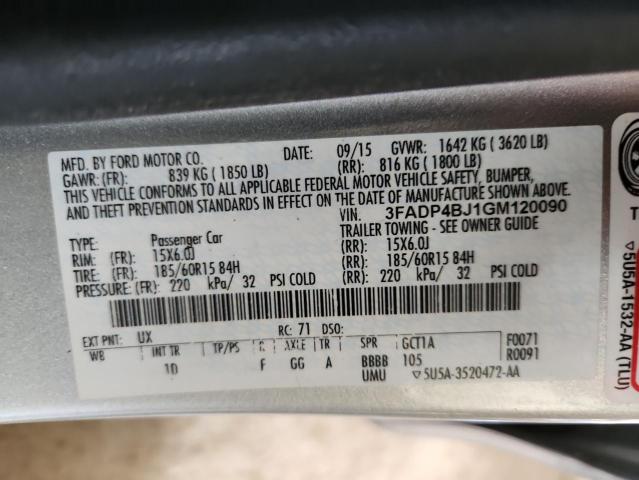 MFD. BY FORD MOTOR CO. DATE: 09/15 GVWR: 1642 KG ( 3620 LB)
GAWR: (FR): 839 KG ( 1850 LB) (RR): 816 KG ( 1800 LB)
THIS VEHICLE CONFORMS TO ALL APPLICABLE FEDERAL MOTOR VEHICLE SAFETY, BUMPER,
AND THEFT PREVENTION STANDARDS IN EFFECT ON THE DATE OF MANUFACTURE SHOWN ABOVE.
VIN: 3FADP4BJ1GM120090
TYPE: Passenger Car TRAILER TOWING - SEE OWNER GUIDE
RIM: (FR): 15X6.0J (RR): 15X6.0J
TIRE: (FR): 185/60R15 84H (RR): 185/60R15 84H
PRESSURE: (FR): 220 kPa/ 32 PSI COLD (RR): 220 kPa/ 32 PSI COLD
EXT PNT: UX RC: 71 DSO:
WB INT TR TP/PS R AXLE TR SPR GCT1A F0071
1D F GG A BBBB 105 R0091
UMU 5U5A-3520472-AA
5U5A-1532-AA (TLU)